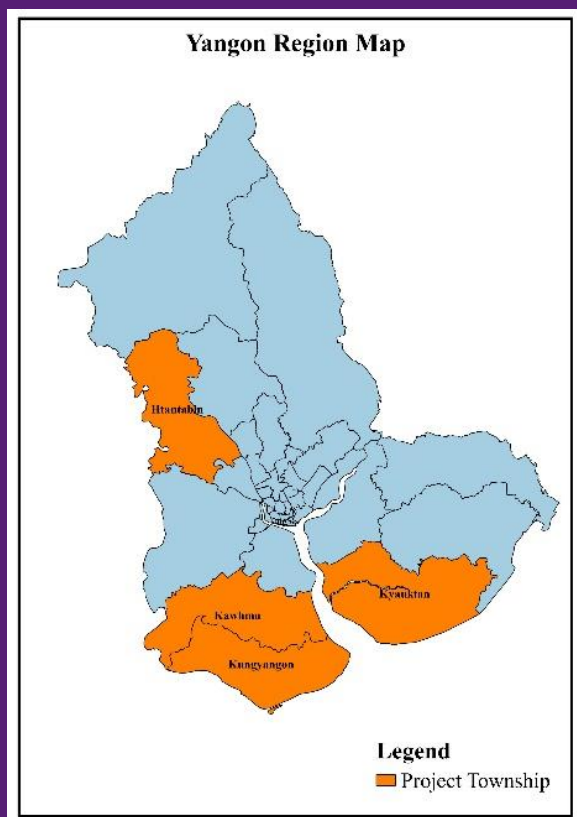 Yangon Region Map
Htantabin
Kyauktan
Kawhmu
Kungyangon
Legend
Project Township